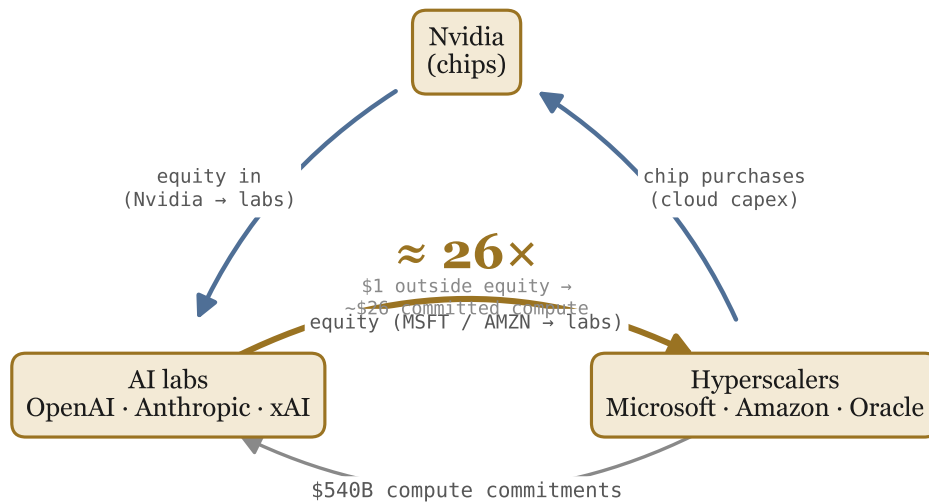 Nvidia
(chips)
equity in
(Nvidia → labs)
chip purchases
(cloud capex)
≈ 26×
$1 outside equity →
~$26 committed compute
equity (MSFT / AMZN → labs)
AI labs
OpenAI · Anthropic · xAI
Hyperscalers
Microsoft · Amazon · Oracle
$540B compute commitments